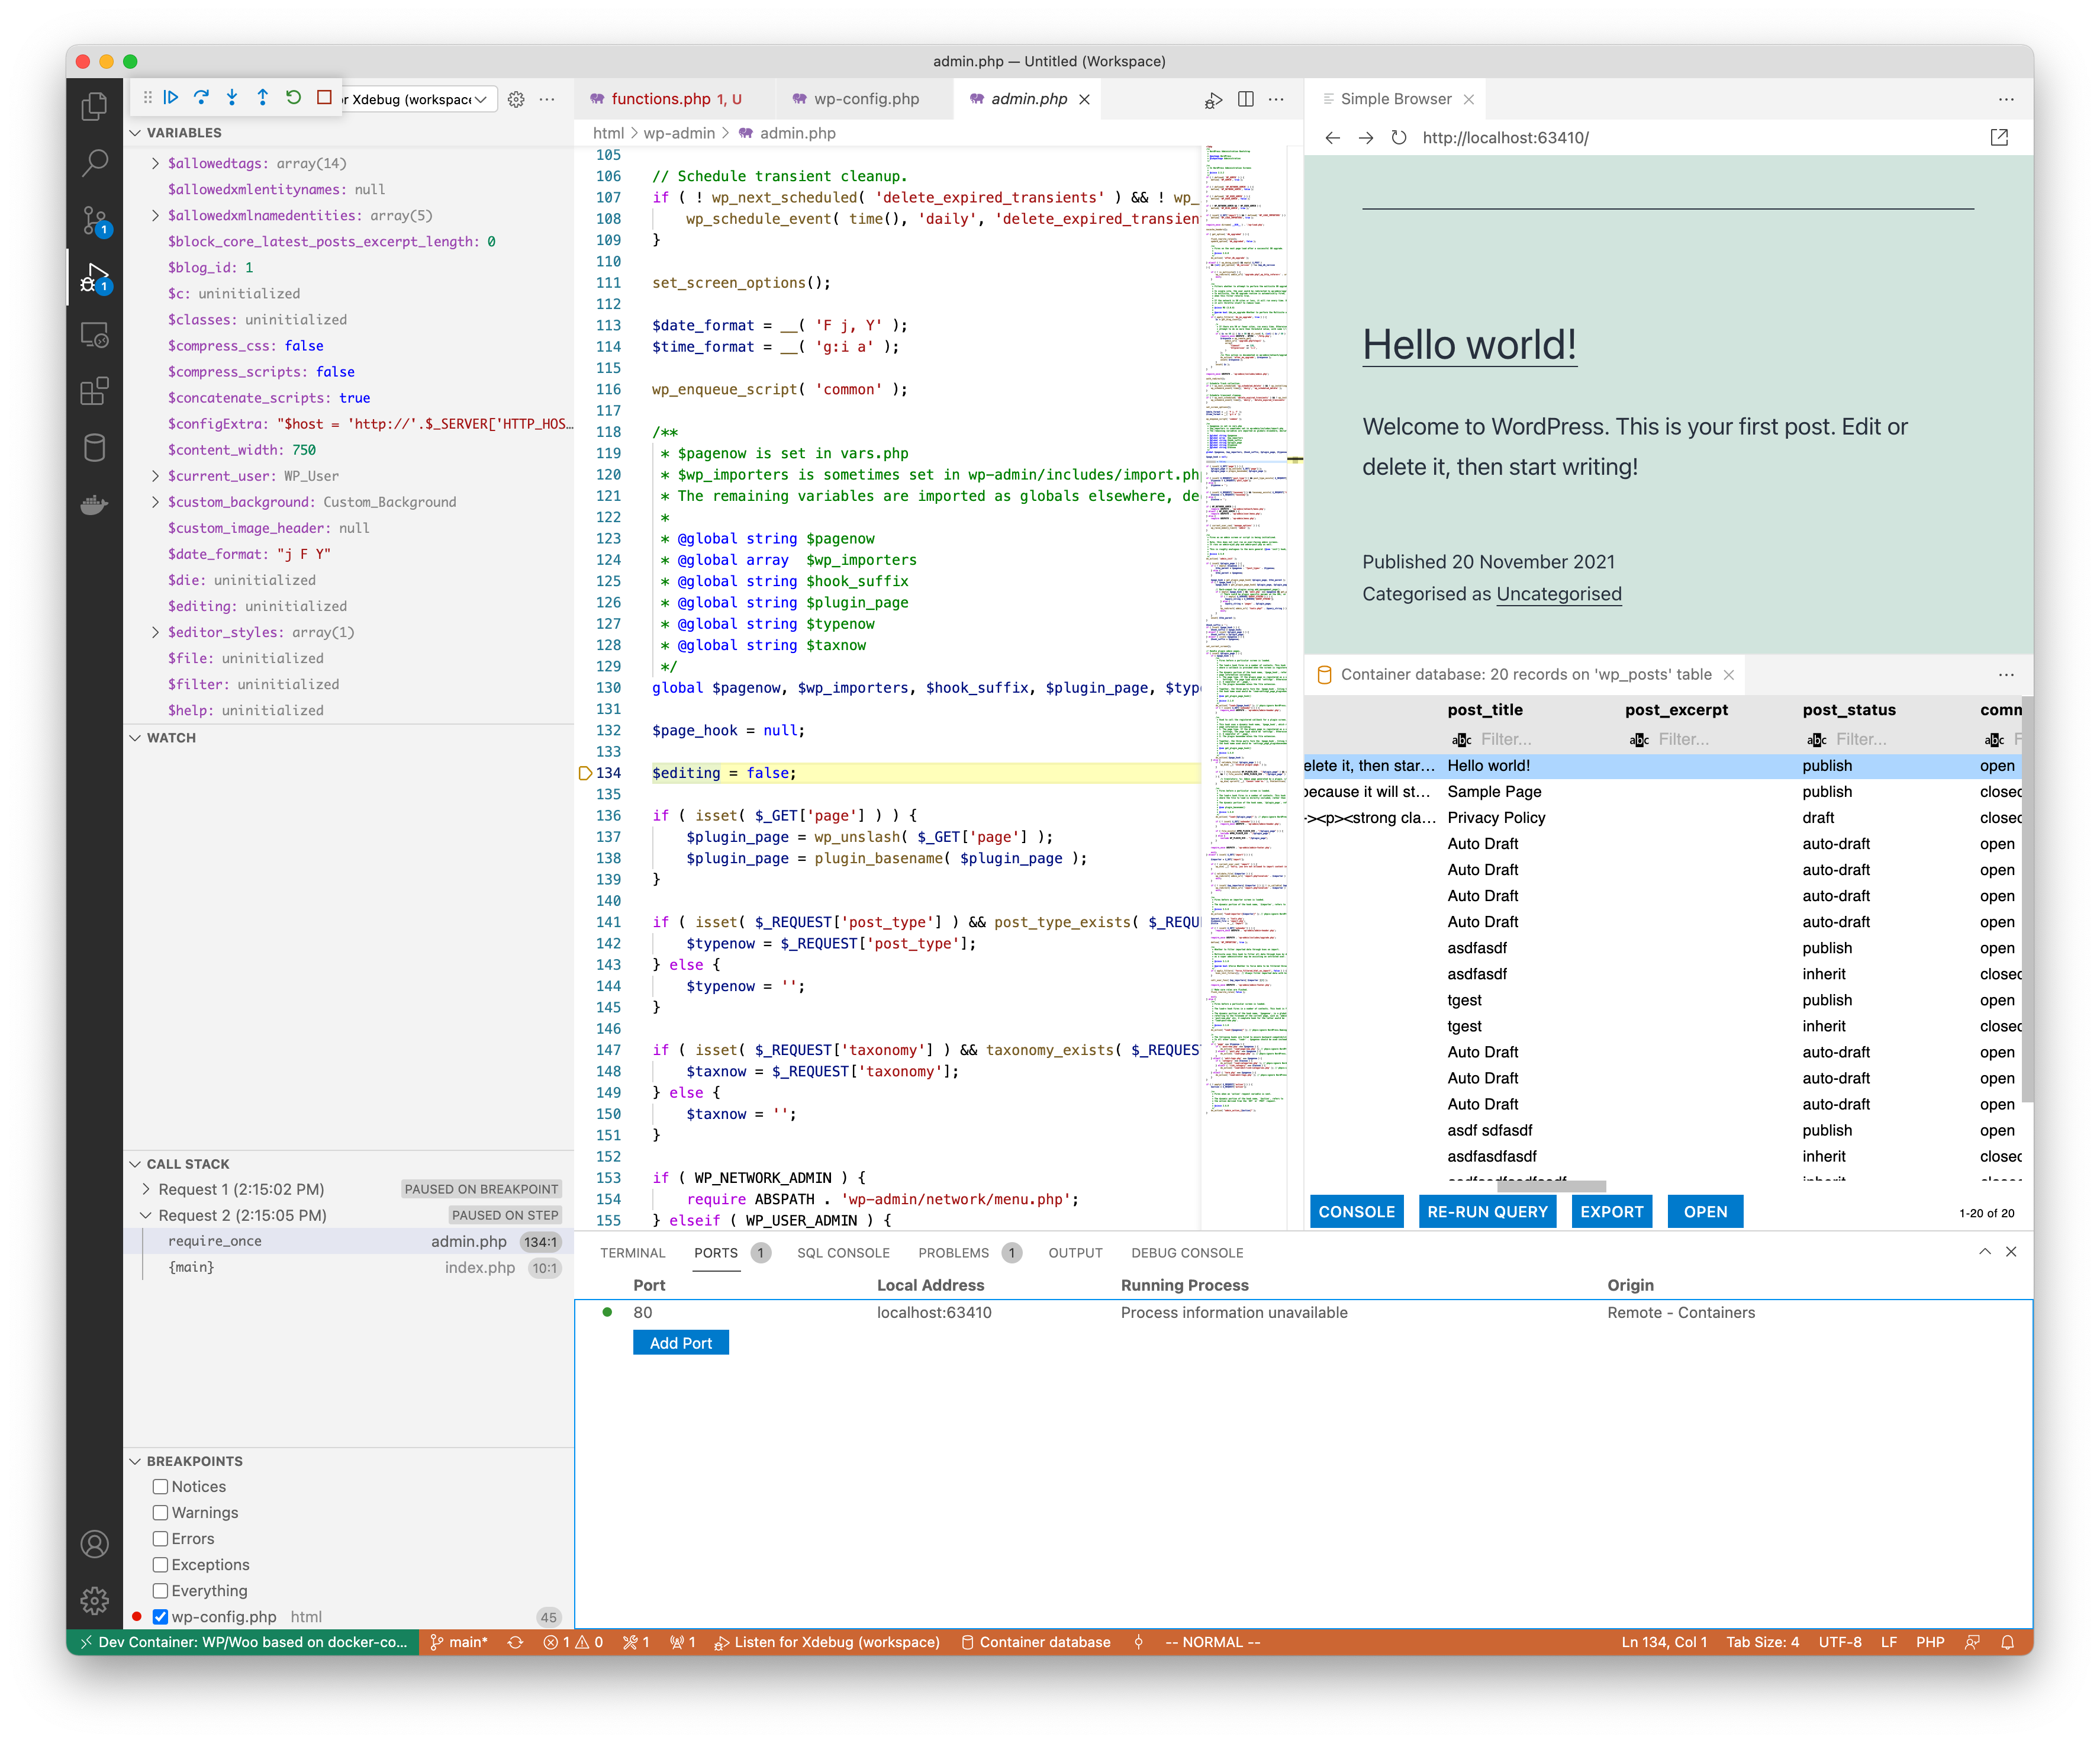 admin.php — Untitled (Workspace)
r Xdebug (workspace
VARIABLES
$allowedtags: array(14)
$allowedxmlentitynames: null
$allowedxmlnamedentities: array(5)
$block_core_latest_posts_excerpt_length: 0
$blog_id: 1
$c: uninitialized
$classes: uninitialized
$compress_css: false
$compress_scripts: false
$concatenate_scripts: true
$configExtra: "$host = 'http://'.$_SERVER['HTTP_HOS...
$content_width: 750
$current_user: WP_User
$custom_background: Custom_Background
$custom_image_header: null
$date_format: "j F Y"
$die: uninitialized
$editing: uninitialized
$editor_styles: array(1)
$file: uninitialized
$filter: uninitialized
$help: uninitialized
WATCH
CALL STACK
Request 1 (2:15:02 PM) PAUSED ON BREAKPOINT
Request 2 (2:15:05 PM) PAUSED ON STEP
require_once admin.php 134:1
{main} index.php 10:1
BREAKPOINTS
Notices
Warnings
Errors
Exceptions
Everything
wp-config.php html 45
1
1
functions.php 1, U
wp-config.php
admin.php
html > wp-admin > admin.php
105
106 // Schedule transient cleanup.
107 if ( ! wp_next_scheduled( 'delete_expired_transients' ) && ! wp_
108 wp_schedule_event( time(), 'daily', 'delete_expired_transien
109 }
110
111 set_screen_options();
112
113 $date_format = __( 'F j, Y' );
114 $time_format = __( 'g:i a' );
115
116 wp_enqueue_script( 'common' );
117
118 /**
119 * $pagenow is set in vars.php
120 * $wp_importers is sometimes set in wp-admin/includes/import.ph
121 * The remaining variables are imported as globals elsewhere, de
122 *
123 * @global string $pagenow
124 * @global array  $wp_importers
125 * @global string $hook_suffix
126 * @global string $plugin_page
127 * @global string $typenow
128 * @global string $taxnow
129 */
130 global $pagenow, $wp_importers, $hook_suffix, $plugin_page, $typ
131
132 $page_hook = null;
133
134 $editing = false;
135
136 if ( isset( $_GET['page'] ) ) {
137 $plugin_page = wp_unslash( $_GET['page'] );
138 $plugin_page = plugin_basename( $plugin_page );
139 }
140
141 if ( isset( $_REQUEST['post_type'] ) && post_type_exists( $_REQU
142 $typenow = $_REQUEST['post_type'];
143 } else {
144 $typenow = '';
145 }
146
147 if ( isset( $_REQUEST['taxonomy'] ) && taxonomy_exists( $_REQUES
148 $taxnow = $_REQUEST['taxonomy'];
149 } else {
150 $taxnow = '';
151 }
152
153 if ( WP_NETWORK_ADMIN ) {
154 require ABSPATH . 'wp-admin/network/menu.php';
155 } elseif ( WP_USER_ADMIN ) {
Simple Browser
http://localhost:63410/
Hello world!
Welcome to WordPress. This is your first post. Edit or
delete it, then start writing!
Published 20 November 2021
Categorised as Uncategorised
Container database: 20 records on 'wp_posts' table
post_title post_excerpt post_status comm
abc Filter... abc Filter... abc Filter... abc F
elete it, then star... Hello world! publish open
because it will st... Sample Page publish closed
-><p><strong cla... Privacy Policy draft closed
Auto Draft auto-draft open
Auto Draft auto-draft open
Auto Draft auto-draft open
Auto Draft auto-draft open
asdfasdf publish open
asdfasdf inherit closed
tgest publish open
tgest inherit closed
Auto Draft auto-draft open
Auto Draft auto-draft open
Auto Draft auto-draft open
asdf sdfasdf publish open
asdfasdfasdf inherit closed
CONSOLE RE-RUN QUERY EXPORT OPEN 1-20 of 20
TERMINAL PORTS 1 SQL CONSOLE PROBLEMS 1 OUTPUT DEBUG CONSOLE
Port Local Address Running Process Origin
80 localhost:63410 Process information unavailable Remote - Containers
Add Port
Dev Container: WP/Woo based on docker-co... main* 1 0 1 1 Listen for Xdebug (workspace) Container database -- NORMAL -- Ln 134, Col 1 Tab Size: 4 UTF-8 LF PHP